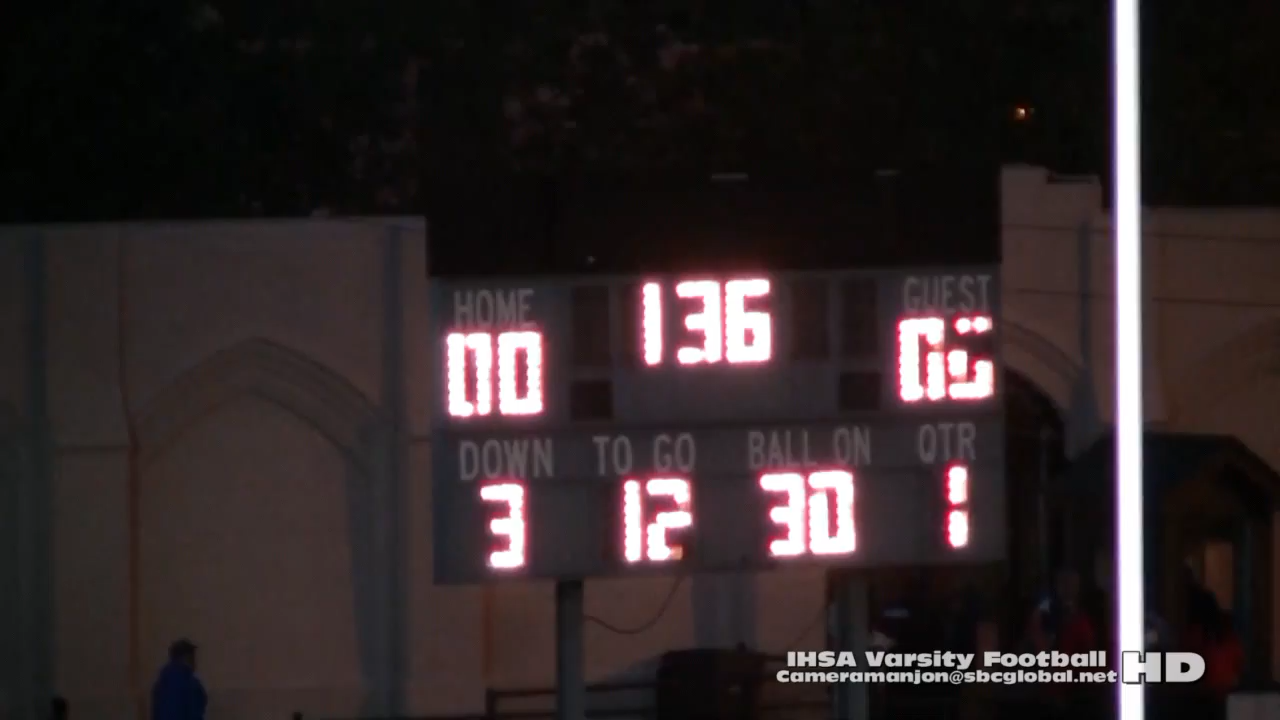 HOME 136 GUEST
00
DOWN TO GO BALL ON QTR
3 12 30 1
IHSA Varsity Football HD
Cameramanjon@sbcglobal.net